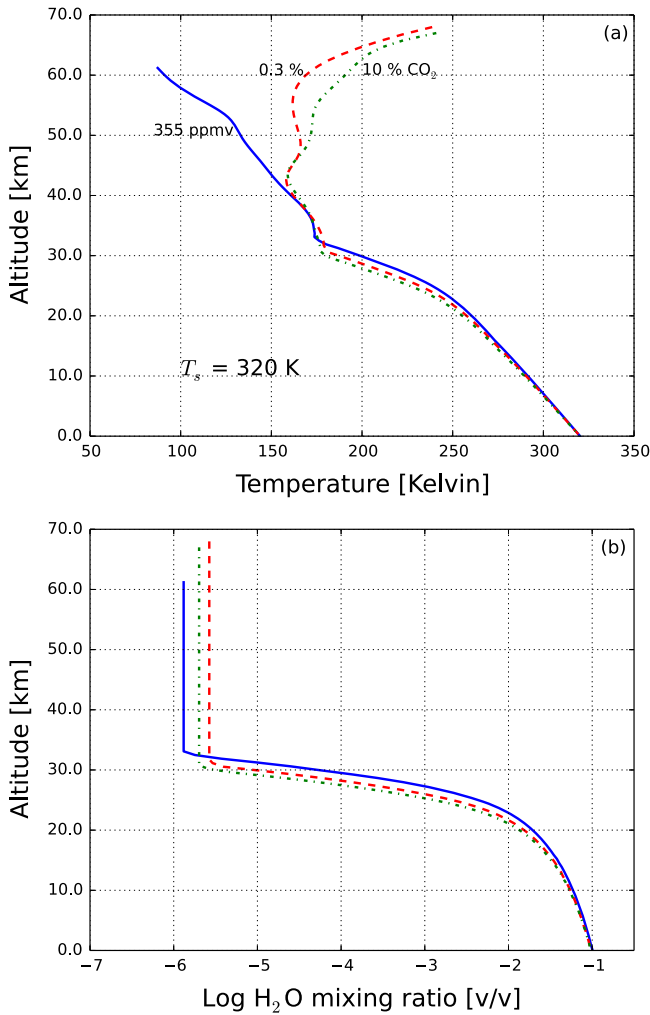 70.0
(a)
60.0
0.3 %
10 % CO₂
50.0
355 ppmv
40.0
30.0
20.0
10.0
Tₛ = 320 K
0.0
50 100 150 200 250 300 350
Altitude [km]
Temperature [Kelvin]
70.0
(b)
60.0
50.0
40.0
30.0
20.0
10.0
0.0
−7 −6 −5 −4 −3 −2 −1
Altitude [km]
Log H₂O mixing ratio [v/v]